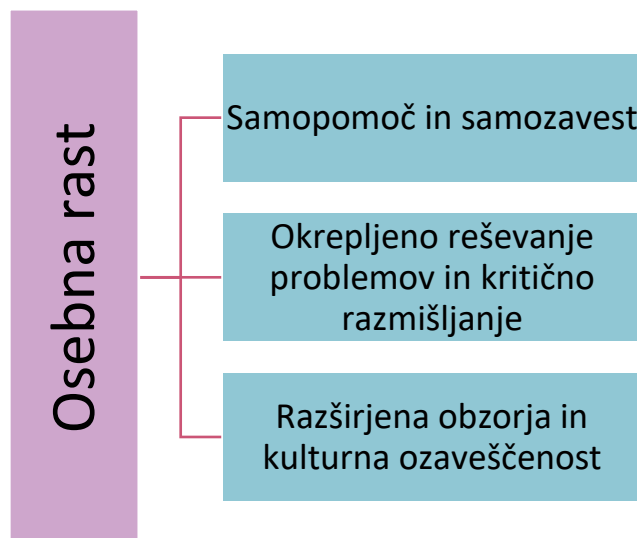 Osebna rast
Samopomoč in samozavest
Okrepljeno reševanje
problemov in kritično
razmišljanje
Razširjena obzorja in
kulturna ozaveščenost